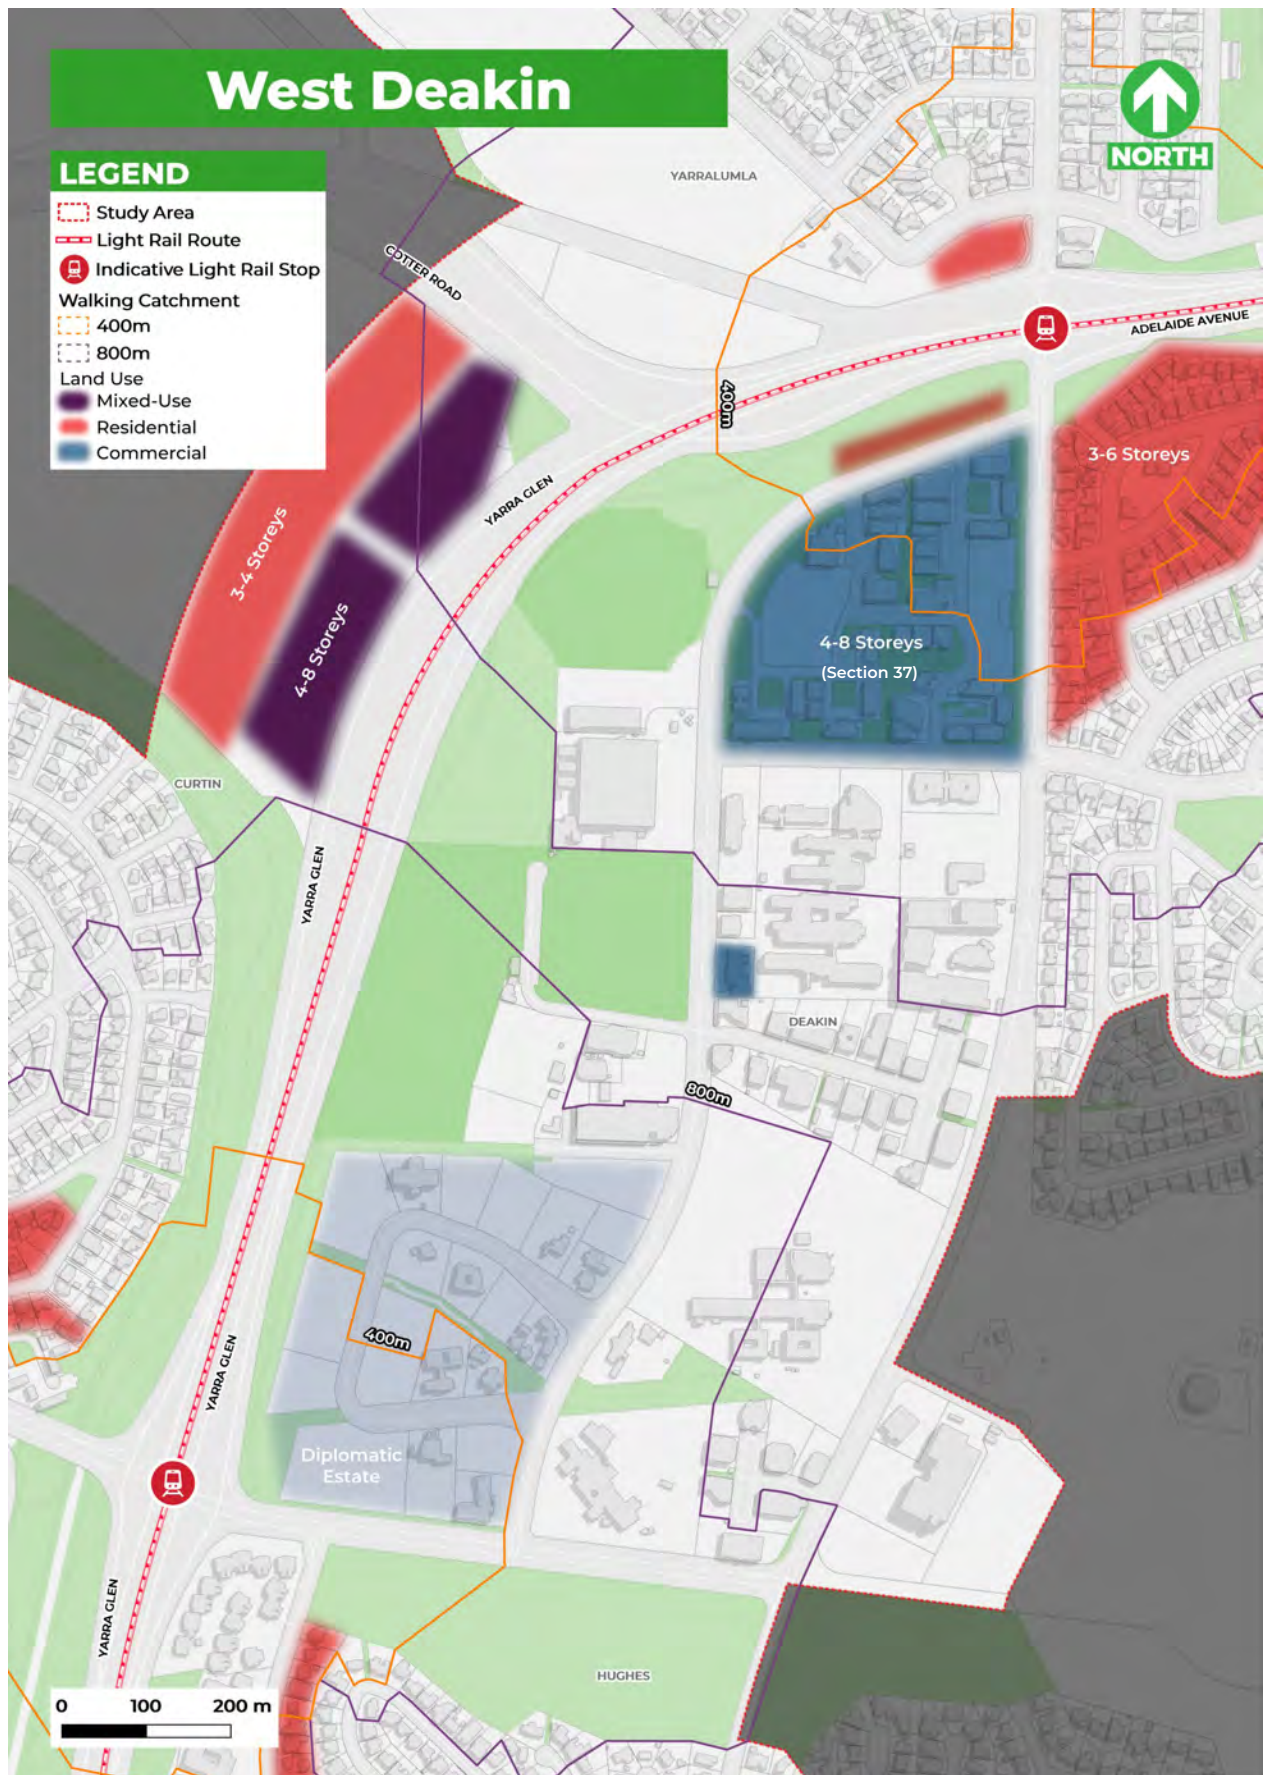 West Deakin
NORTH
LEGEND
Study Area
Light Rail Route
Indicative Light Rail Stop
Walking Catchment
400m
800m
Land Use
Mixed-Use
Residential
Commercial
YARRALUMLA
COTTER ROAD
ADELAIDE AVENUE
400m
3-6 Storeys
YARRA GLEN
3-4 Storeys
4-8 Storeys
4-8 Storeys
(Section 37)
CURTIN
YARRA GLEN
DEAKIN
800m
400m
YARRA GLEN
Diplomatic
Estate
YARRA GLEN
HUGHES
0 100 200 m